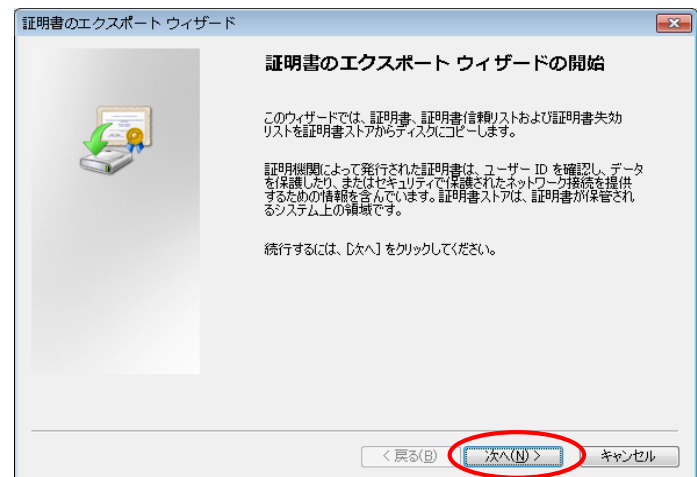 証明書のエクスポート ウィザード
証明書のエクスポート ウィザードの開始
このウィザードでは、証明書、証明書信頼リストおよび証明書失効
リストを証明書ストアからディスクにコピーします。
証明機関によって発行された証明書は、ユーザー ID を確認し、データ
を保護したり、またはセキュリティで保護されたネットワーク接続を提供
するための情報を含んでいます。証明書ストアは、証明書が保管され
るシステム上の領域です。
続行するには、[次へ] をクリックしてください。
< 戻る(B) 次へ(N) > キャンセル